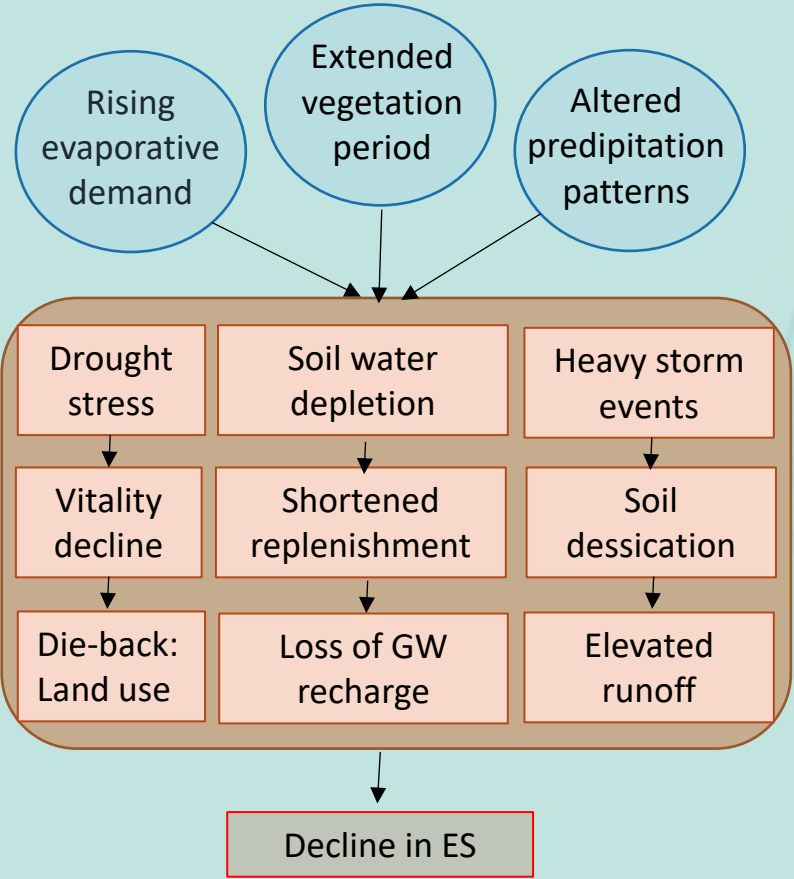 Rising
evaporative
demand
Extended
vegetation
period
Altered
predipitation
patterns
Drought
stress
Soil water
depletion
Heavy storm
events
Vitality
decline
Shortened
replenishment
Soil
dessication
Die-back:
Land use
Loss of GW
recharge
Elevated
runoff
Decline in ES